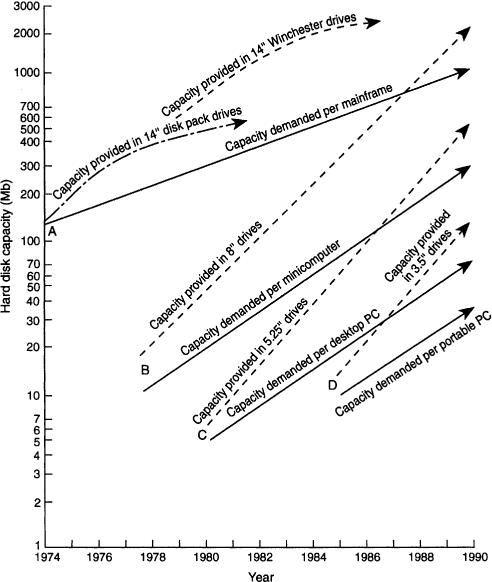 3000
2000
1000
700
600
500
400
300
200
100
70
60
50
40
30
20
10
7
6
5
4
3
2
1
Hard disk capacity (Mb)
Capacity provided in 14" Winchester drives
Capacity provided in 14" disk pack drives
Capacity demanded per mainframe
A
Capacity provided in 8" drives
Capacity demanded per minicomputer
B
Capacity provided in 5.25" drives
Capacity demanded per desktop PC
C
Capacity provided
in 3.5" drives
D
Capacity demanded per portable PC
1974
1976
1978
1980
1982
1984
1986
1988
1990
Year